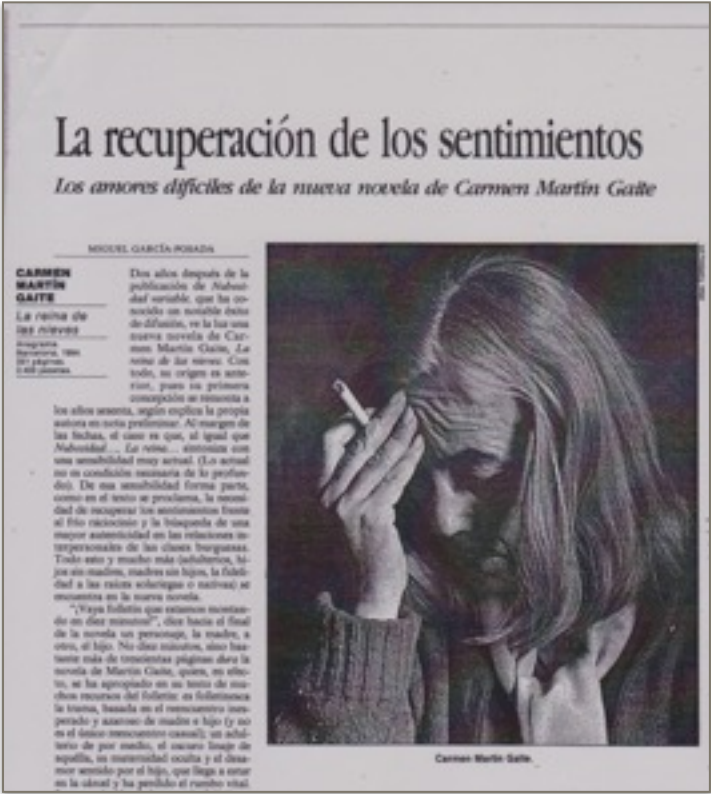 La recuperación de los sentimientos
Los amores difíciles de la nueva novela de Carmen Martín Gaite
MIGUEL GARCÍA-POSADA
CARMEN
MARTÍN
GAITE
La reina de
las nieves
Anagrama
Barcelona, 1994
páginas
pesetas
Dos años después de la
publicación de Nubosi-
dad variable, que ha co-
nocido un notable éxito
de difusión, ve la luz una
nueva novela de Car-
men Martín Gaite, La
reina de las nieves. Con
todo, su origen es ante-
rior, pues su primera
concepción se remonta a
los años sesenta, según explica la propia
autora en nota preliminar. Al margen de
las fechas, el caso es que, al igual que
Nubosidad..., La reina... sintoniza con
una sensibilidad muy actual. (Lo actual
no es condición necesaria de lo profun-
do). De esa sensibilidad forma parte,
como en el texto se proclama, la necesi-
dad de recuperar los sentimientos frente
al frío raciocinio y la búsqueda de una
mayor autenticidad en las relaciones in-
terpersonales de las clases burguesas.
Todo esto y mucho más (adulterios, hi-
jos sin madres, madres sin hijos, la fideli-
dad a las raíces solariegas o nativas) se
encuentra en la nueva novela.
"¡Vaya folletín que estamos montan-
do en diez minutos!", dice hacia el final
de la novela un personaje, la madre, a
otro, el hijo. No diez minutos, sino bas-
tante más de trescientas páginas dura la
novela de Martín Gaite, quien, en efec-
to, se ha apropiado en su texto de mu-
chos recursos del folletín: es folletinesca
la trama, basada en el reencuentro ines-
perado y azaroso de madre e hijo (y no
es el único reencuentro casual); un adul-
terio de por medio, el oscuro linaje de
aquélla, su maternidad oculta y el desa-
mor sentido por el hijo, que llega a estar
en la cárcel y ha perdido el rumbo vital.
Carmen Martín Gaite.